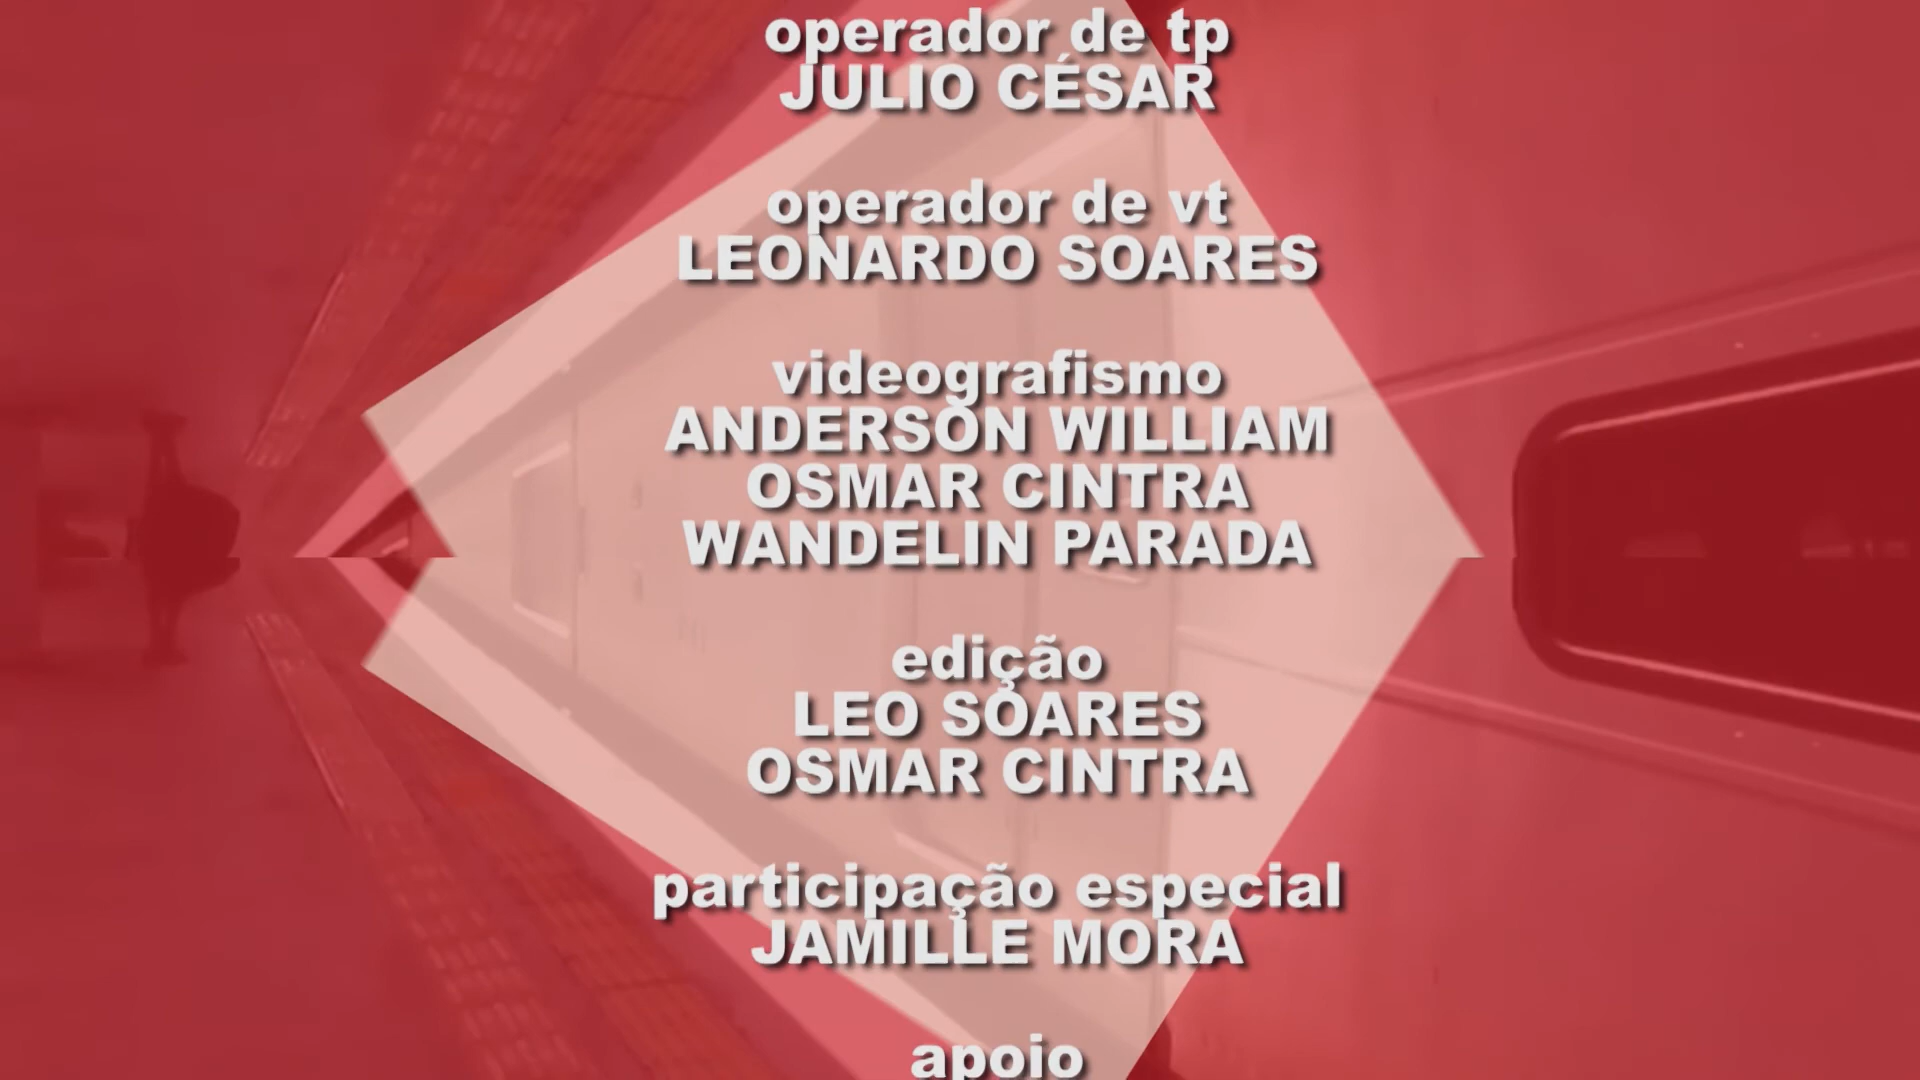 operador de tp
JULIO CÉSAR
operador de vt
LEONARDO SOARES
videografismo
ANDERSON WILLIAM
OSMAR CINTRA
WANDELIN PARADA
edição
LEO SOARES
OSMAR CINTRA
participação especial
JAMILLE MORA
apoio